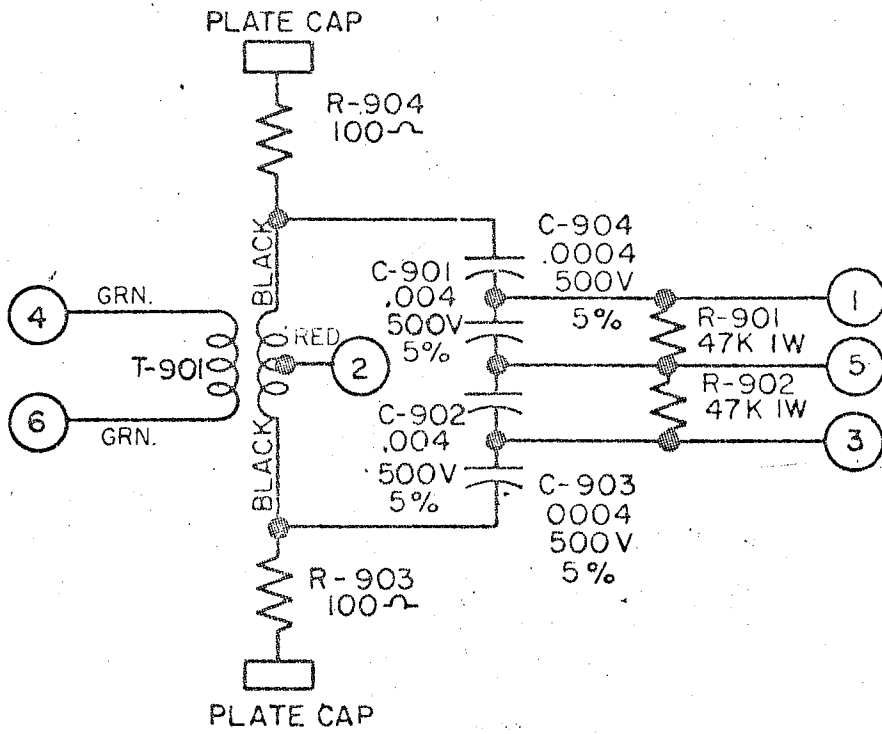 PLATE CAP
R-904
100Ω
BLACK
C-904
.0004
500V
5%
C-901
.004
500V
5%
4
GRN.
T-901
RED
2
1
R-901
47K 1W
5
R-902
47K 1W
3
6
GRN.
BLACK
C-902
.004
500V
5%
C-903
0004
500V
5%
R-903
100Ω
PLATE CAP